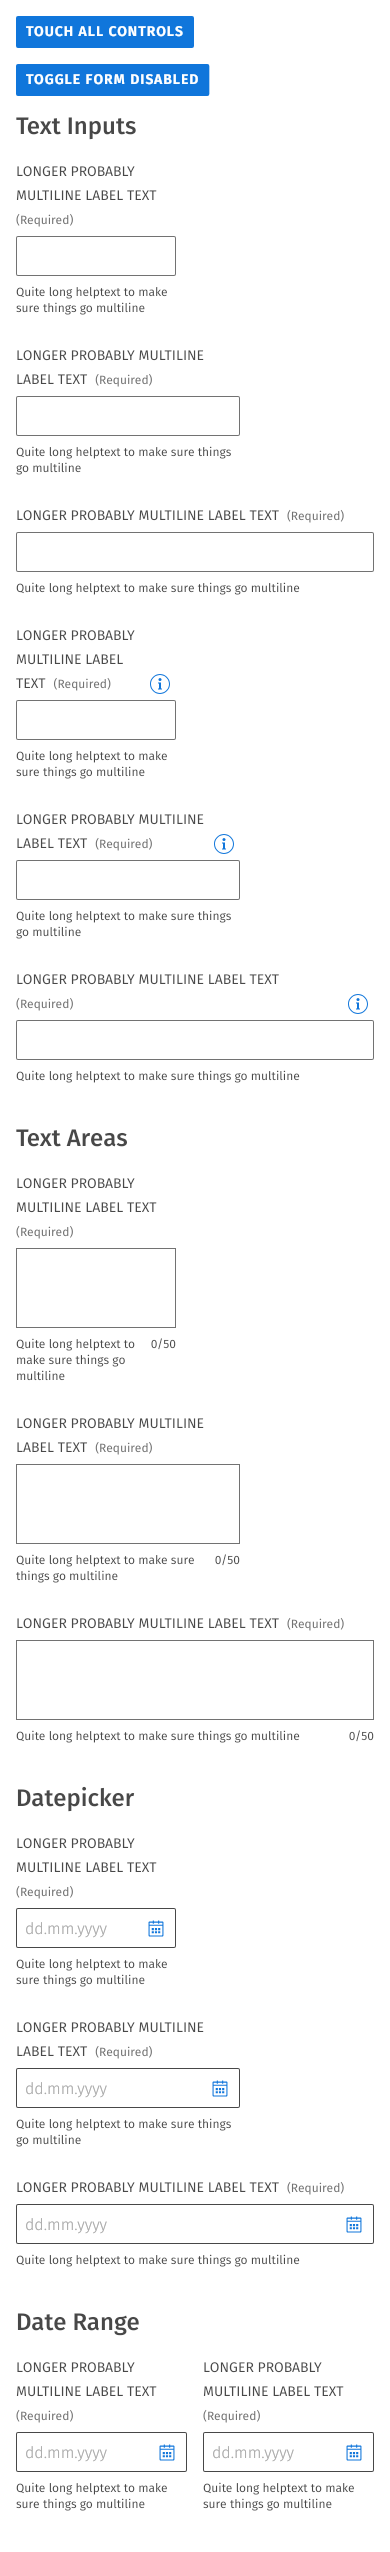 TOUCH ALL CONTROLS
TOGGLE FORM DISABLED
Text Inputs
LONGER PROBABLY
MULTILINE LABEL TEXT
(Required)
Quite long helptext to make
sure things go multiline
LONGER PROBABLY MULTILINE
LABEL TEXT (Required)
Quite long helptext to make sure things
go multiline
LONGER PROBABLY MULTILINE LABEL TEXT (Required)
Quite long helptext to make sure things go multiline
LONGER PROBABLY
MULTILINE LABEL
TEXT (Required)
Quite long helptext to make
sure things go multiline
LONGER PROBABLY MULTILINE
LABEL TEXT (Required)
Quite long helptext to make sure things
go multiline
LONGER PROBABLY MULTILINE LABEL TEXT
(Required)
Quite long helptext to make sure things go multiline
Text Areas
LONGER PROBABLY
MULTILINE LABEL TEXT
(Required)
Quite long helptext to 0/50
make sure things go
multiline
LONGER PROBABLY MULTILINE
LABEL TEXT (Required)
Quite long helptext to make sure 0/50
things go multiline
LONGER PROBABLY MULTILINE LABEL TEXT (Required)
Quite long helptext to make sure things go multiline 0/50
Datepicker
LONGER PROBABLY
MULTILINE LABEL TEXT
(Required)
dd.mm.yyyy
Quite long helptext to make
sure things go multiline
LONGER PROBABLY MULTILINE
LABEL TEXT (Required)
dd.mm.yyyy
Quite long helptext to make sure things
go multiline
LONGER PROBABLY MULTILINE LABEL TEXT (Required)
dd.mm.yyyy
Quite long helptext to make sure things go multiline
Date Range
LONGER PROBABLY
MULTILINE LABEL TEXT
(Required)
dd.mm.yyyy
Quite long helptext to make
sure things go multiline
LONGER PROBABLY
MULTILINE LABEL TEXT
(Required)
dd.mm.yyyy
Quite long helptext to make
sure things go multiline